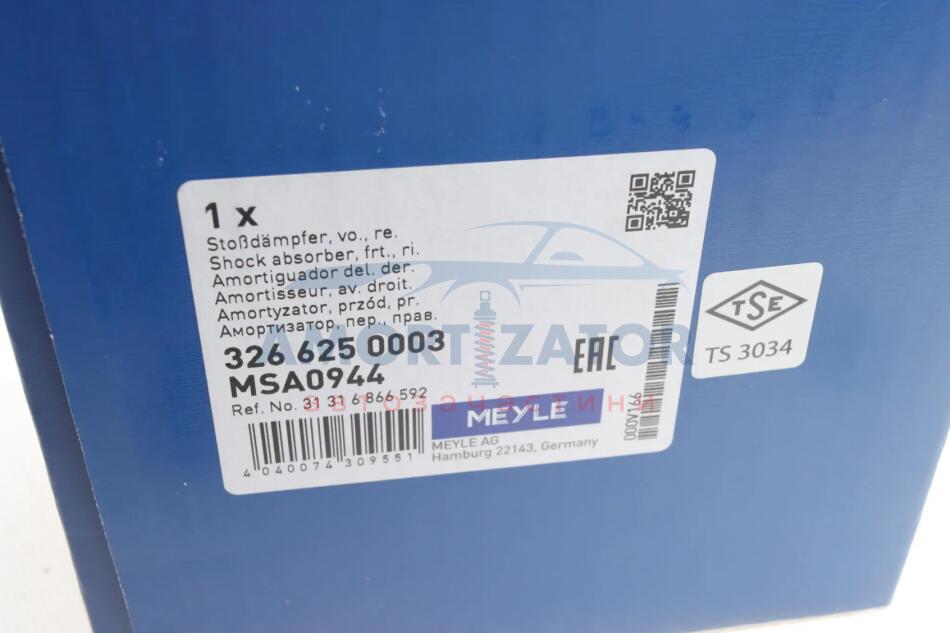 1 x
Stoßdämpfer, vo., re.
Shock absorber, frt., ri.
Amortiguador del. der.
Amortisseur, av. droit.
Amortyzator, przód, pr.
Амортизатор, пер., прав.
326 625 0003
MSA0944
Ref. No. 31 31 6 866 592
4 040074 309551
EAC
MEYLE
MEYLE AG
Hamburg 22143, Germany
000V166
TSE
TS 3034
AMORTIZATOR
автозапчастини